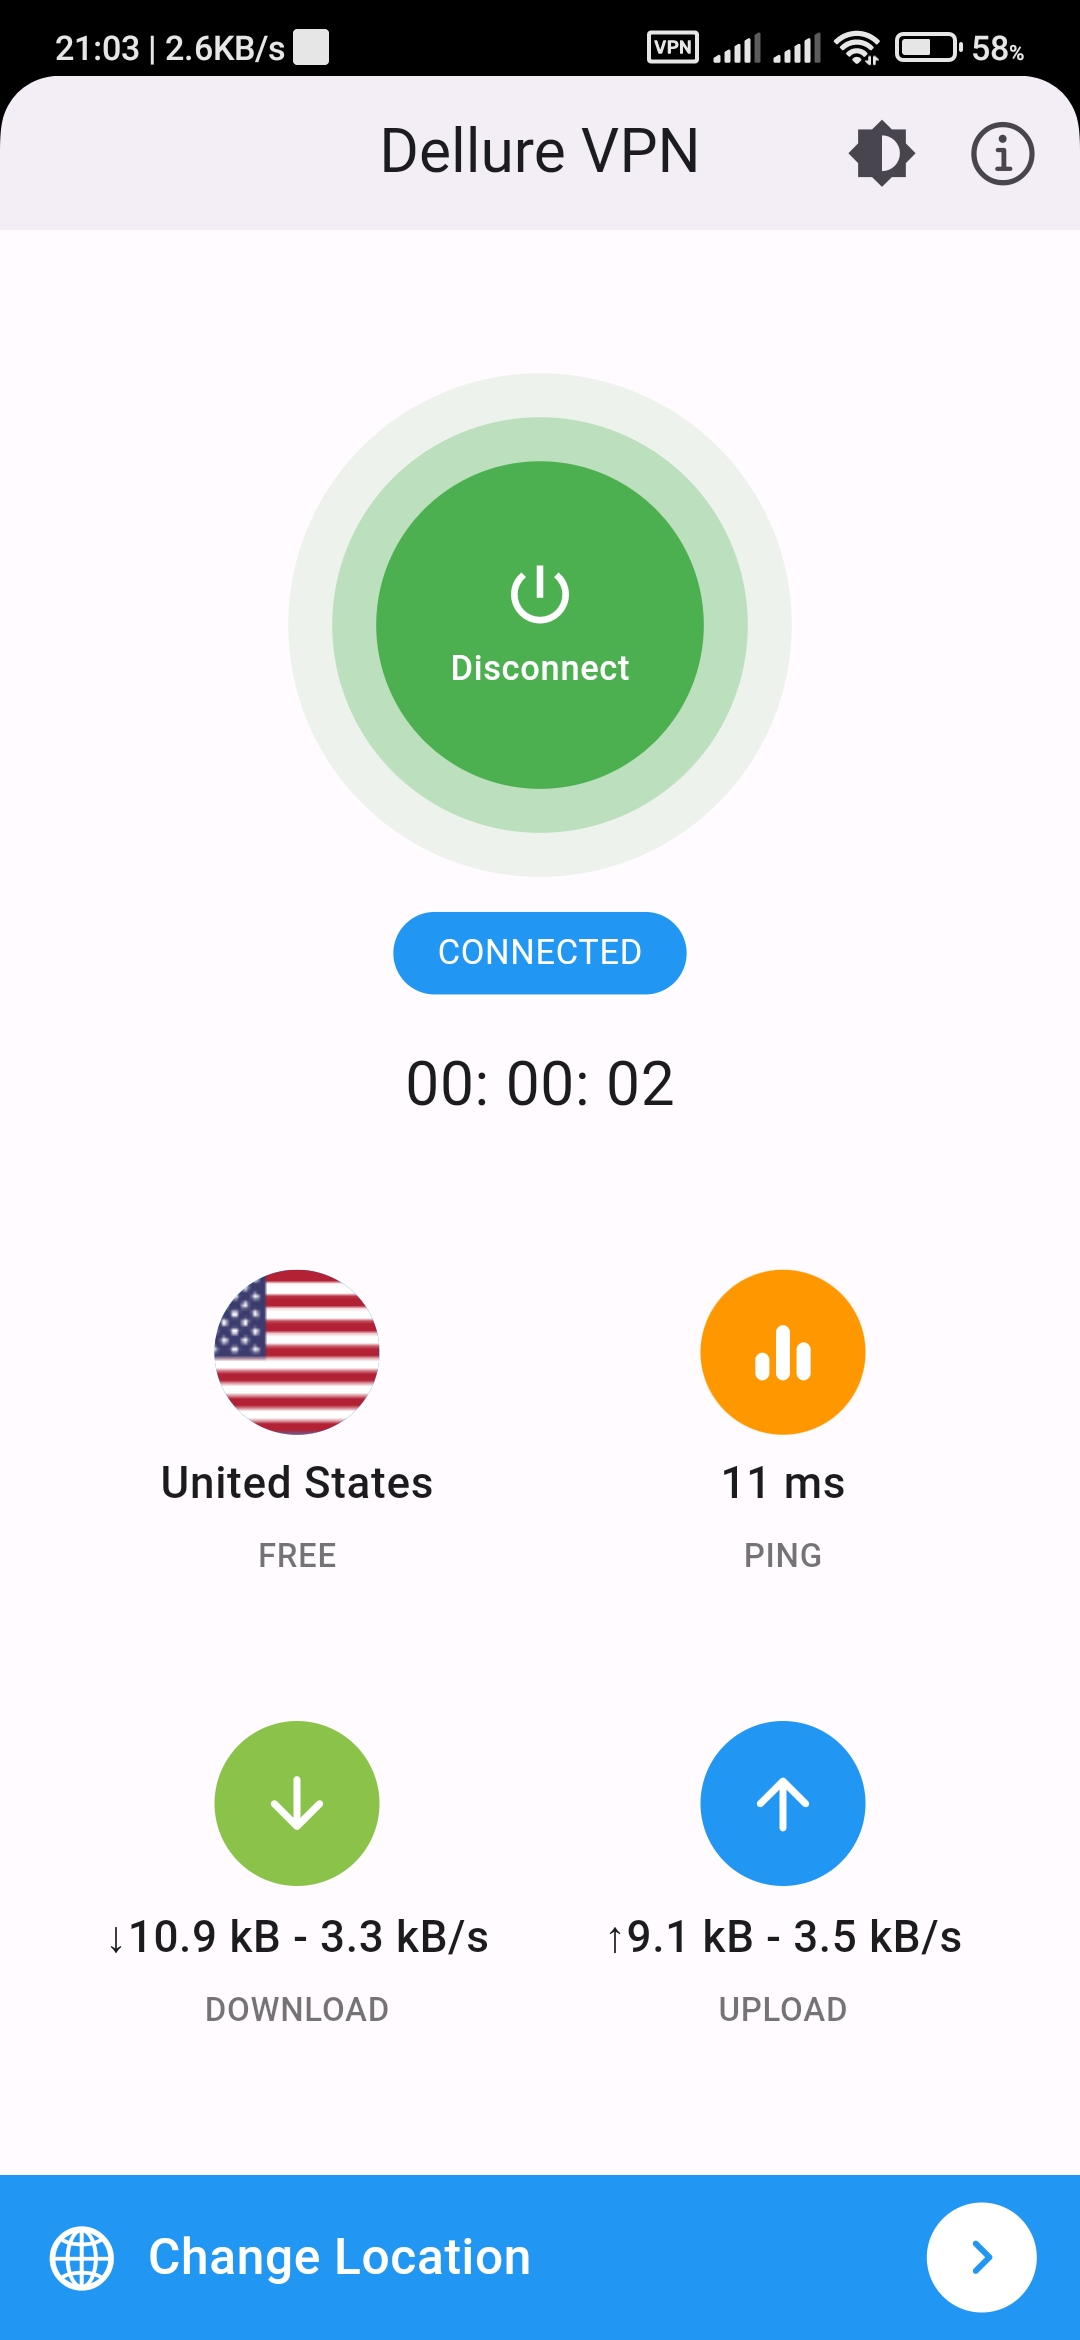 21:03 | 2.6KB/s VPN 58%
Dellure VPN
Disconnect
CONNECTED
00: 00: 02
United States
FREE
11 ms
PING
↓10.9 kB - 3.3 kB/s
DOWNLOAD
↑9.1 kB - 3.5 kB/s
UPLOAD
Change Location